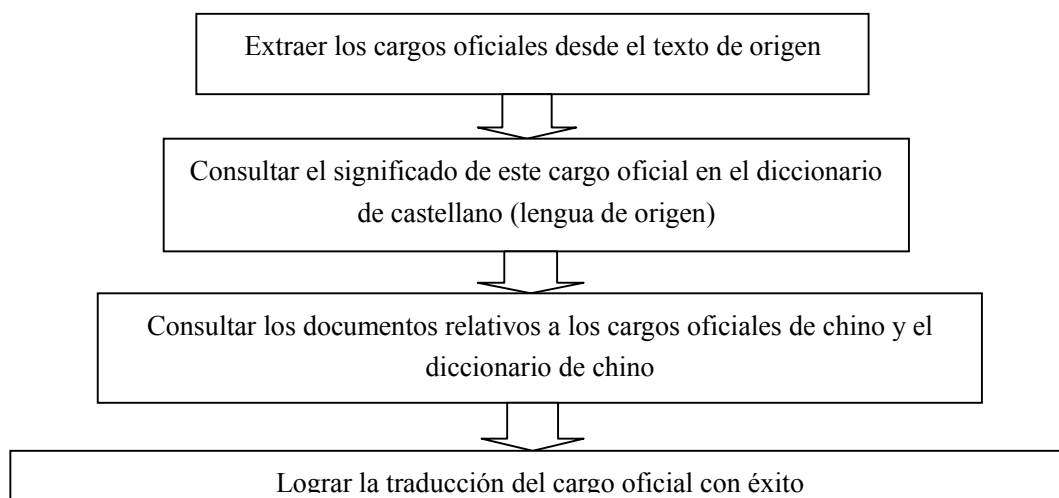 Extraer los cargos oficiales desde el texto de origen
Consultar el significado de este cargo oficial en el diccionario
de castellano (lengua de origen)
Consultar los documentos relativos a los cargos oficiales de chino y el
diccionario de chino
Lograr la traducción del cargo oficial con éxito